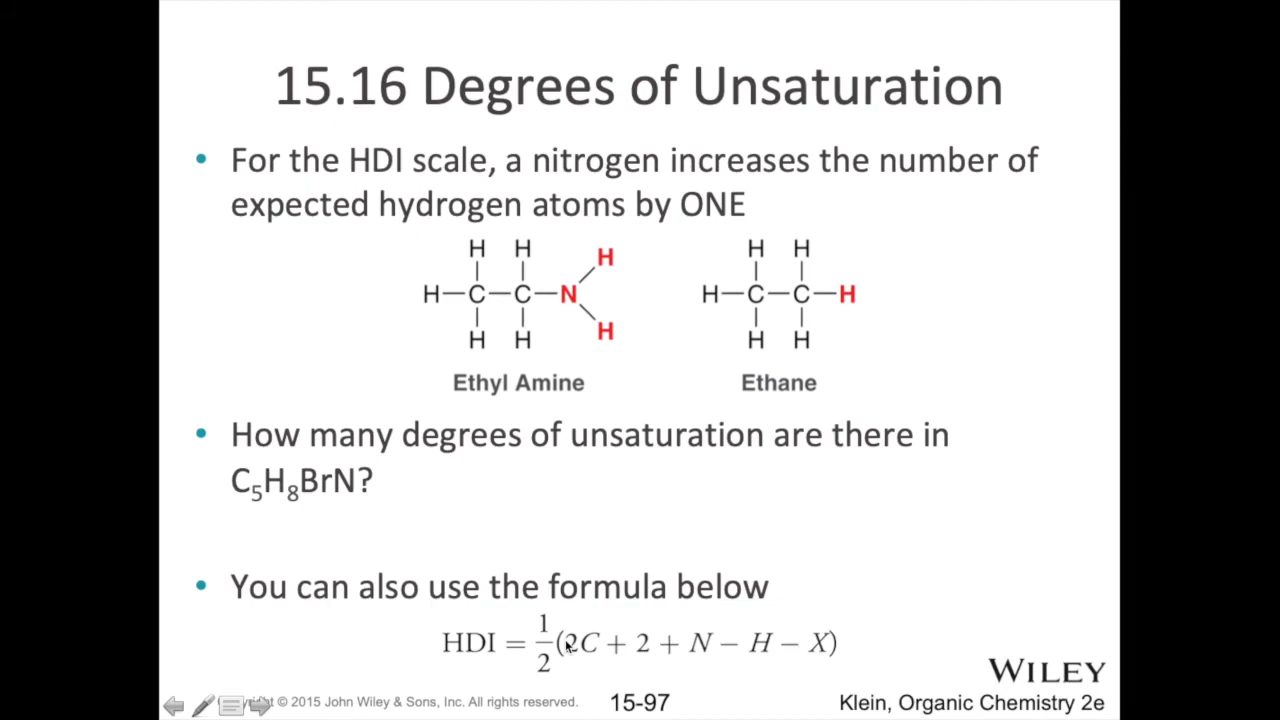 15.16 Degrees of Unsaturation
• For the HDI scale, a nitrogen increases the number of
expected hydrogen atoms by ONE
H H H
H—C—C—N
H H H
Ethyl Amine
H H
H—C—C—H
H H
Ethane
• How many degrees of unsaturation are there in
C₅H₈BrN?
• You can also use the formula below
HDI = 1/2 (2C + 2 + N − H − X)
WILEY
© 2015 John Wiley & Sons, Inc. All rights reserved.
15-97
Klein, Organic Chemistry 2e